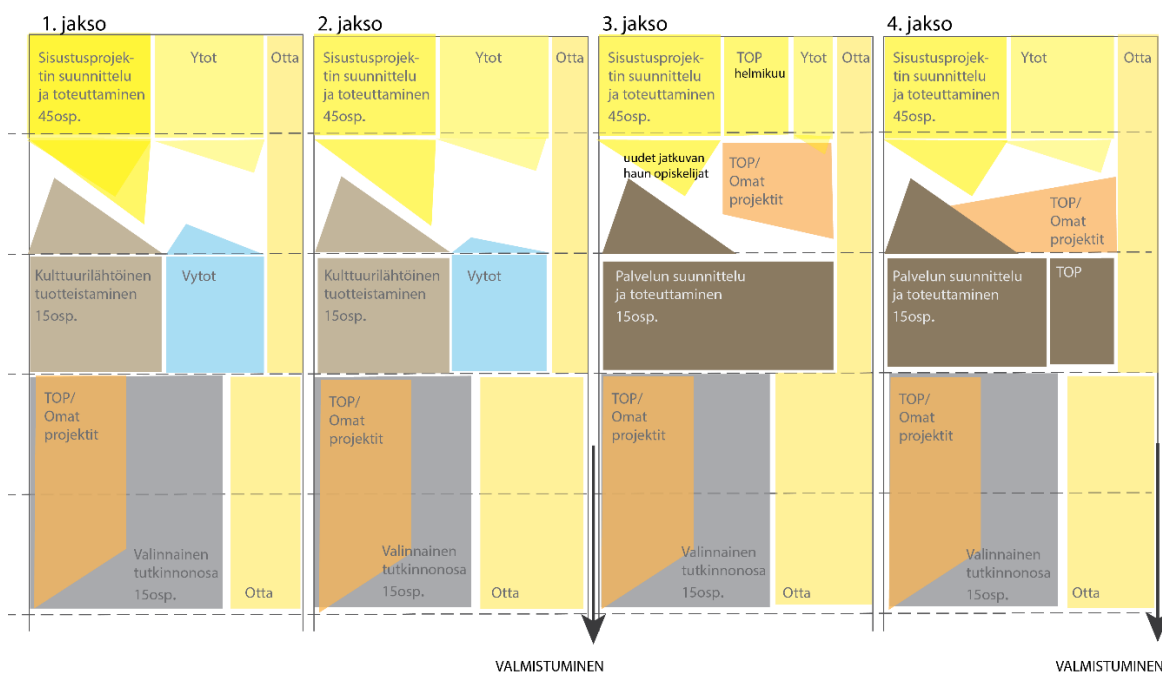 1. jakso
Sisustusprojek-
tin suunnittelu
ja toteuttaminen
45osp.
Ytot
Otta
Kulttuurilähtöinen
tuotteistaminen
15osp.
Vytot
TOP/
Omat
projektit
Valinnainen
tutkinnonosa
15osp.
Otta
2. jakso
Sisustusprojek-
tin suunnittelu
ja toteuttaminen
45osp.
Ytot
Otta
Kulttuurilähtöinen
tuotteistaminen
15osp.
Vytot
TOP/
Omat
projektit
Valinnainen
tutkinnonosa
15osp.
Otta
VALMISTUMINEN
3. jakso
Sisustusprojek-
tin suunnittelu
ja toteuttaminen
45osp.
TOP
helmikuu
Ytot
Otta
uudet jatkuvan
haun opiskelijat
TOP/
Omat
projektit
Palvelun suunnittelu
ja toteuttaminen
15osp.
TOP/
Omat
projektit
Valinnainen
tutkinnonosa
15osp.
Otta
4. jakso
Sisustusprojek-
tin suunnittelu
ja toteuttaminen
45osp.
Ytot
Otta
TOP/
Omat
projektit
Palvelun suunnittelu
ja toteuttaminen
15osp.
TOP
TOP/
Omat
projektit
Valinnainen
tutkinnonosa
15osp.
Otta
VALMISTUMINEN